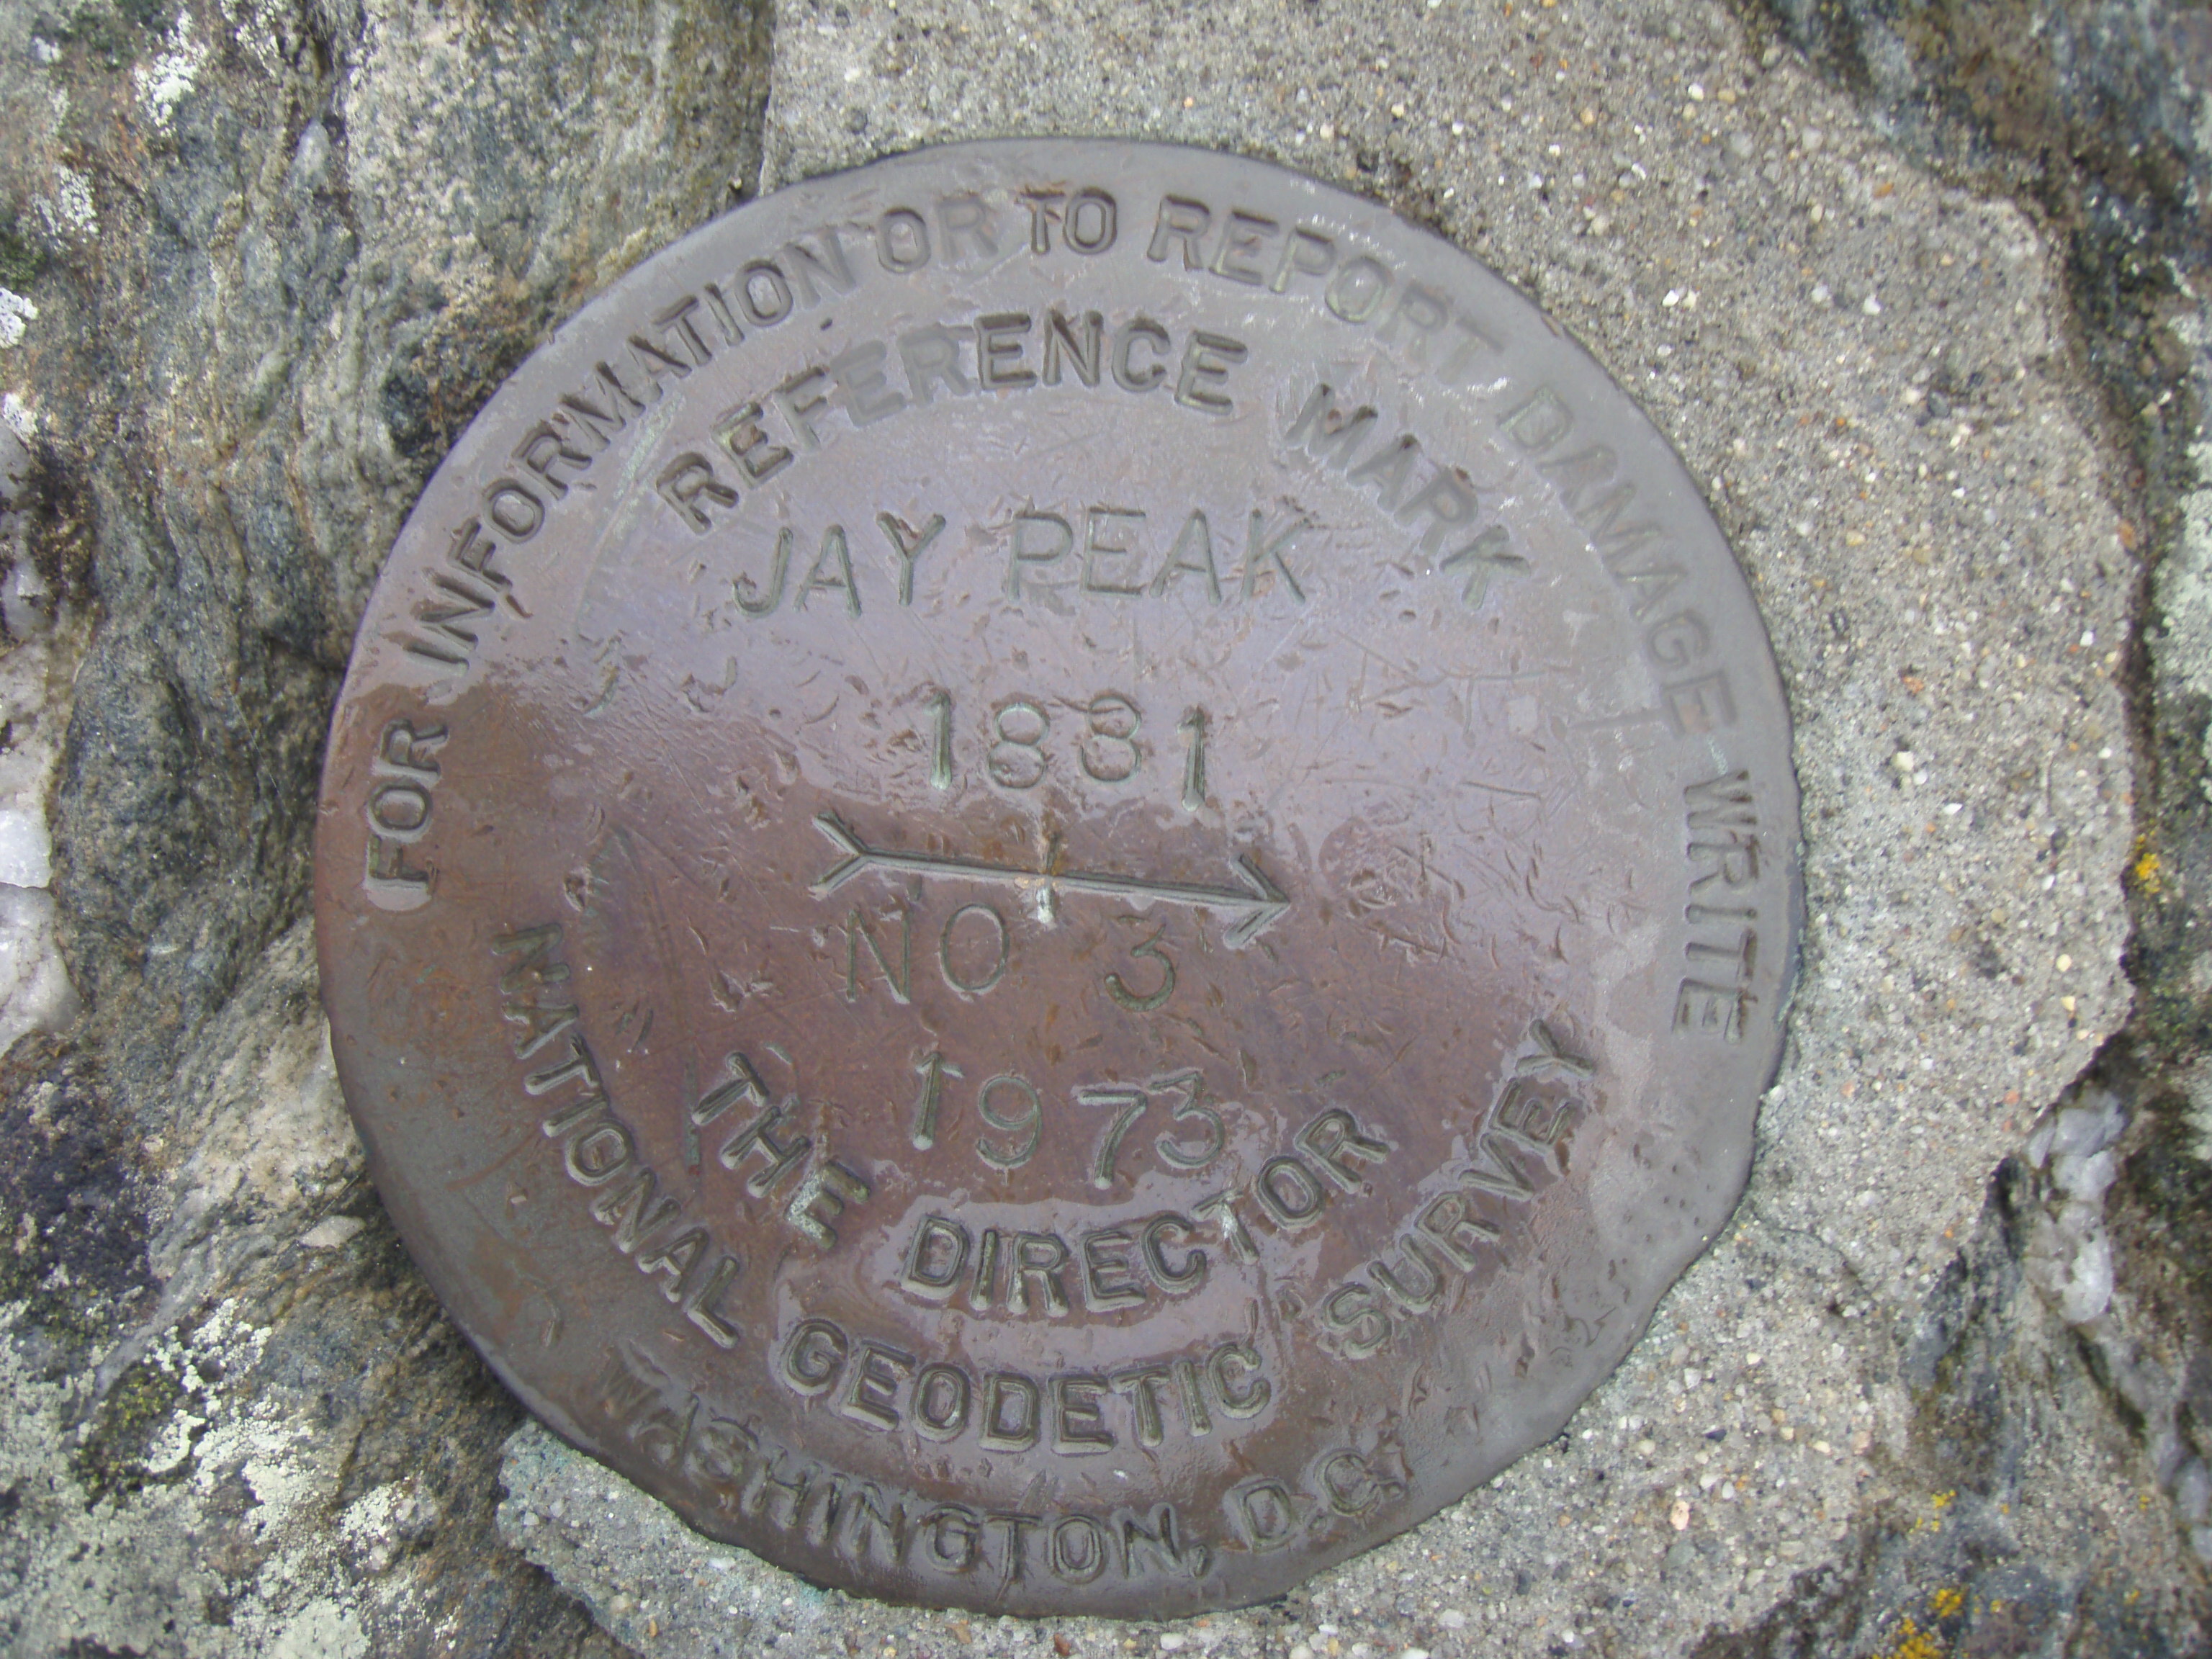 FOR INFORMATION OR TO REPORT DAMAGE WRITE
REFERENCE MARK
JAY PEAK
1881
NO 3
1973
THE DIRECTOR
NATIONAL GEODETIC SURVEY
WASHINGTON, D.C.